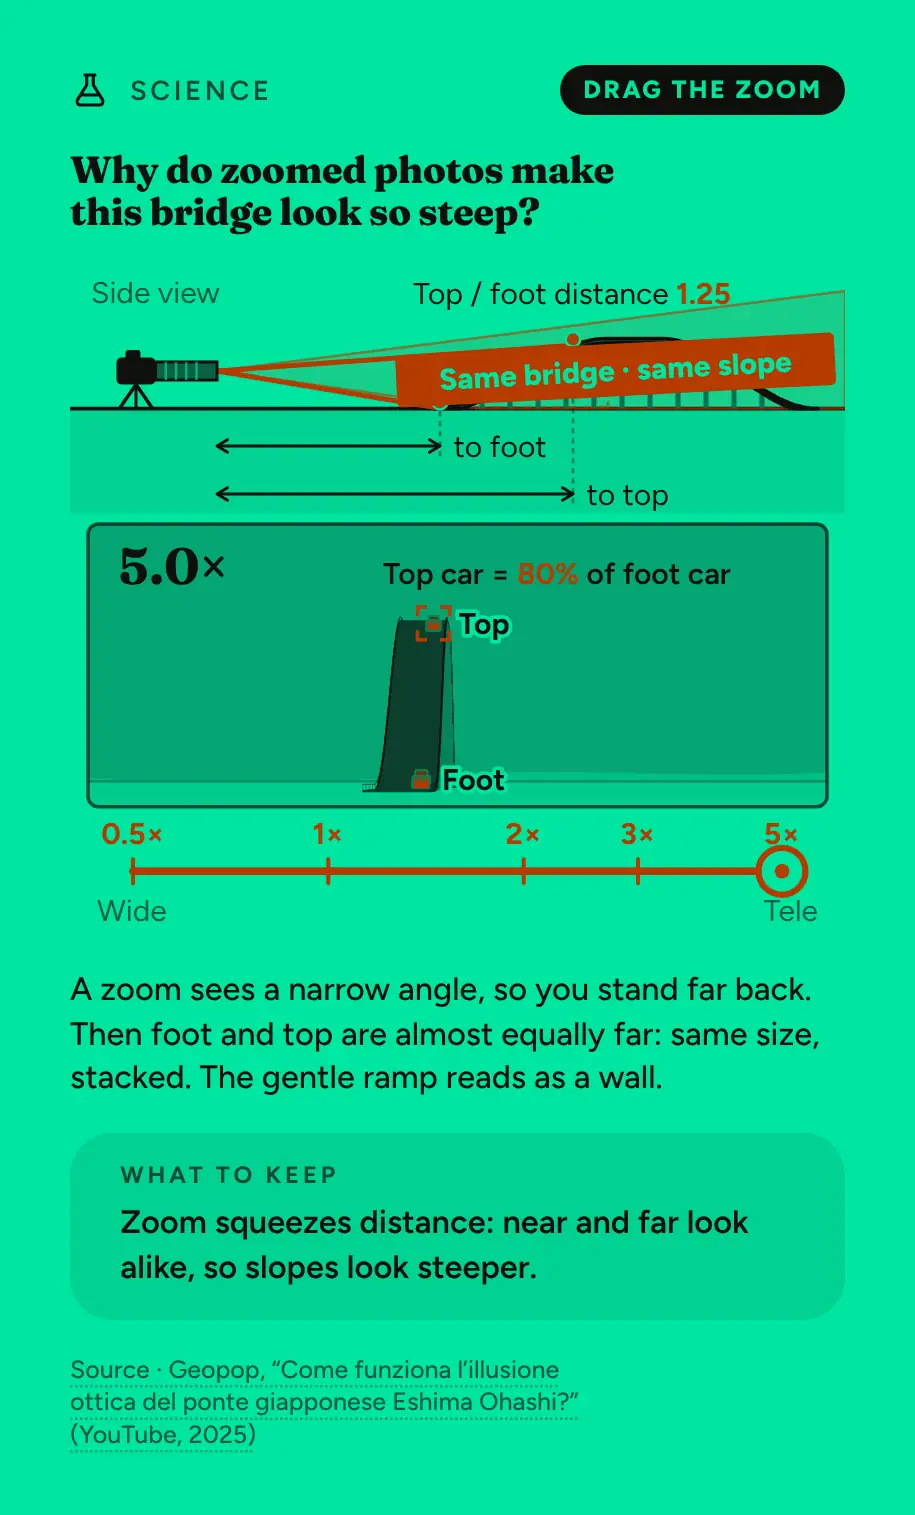 SCIENCE
DRAG THE ZOOM
Why do zoomed photos make
this bridge look so steep?
Side view
Top / foot distance 1.25
Same bridge · same slope
to foot
to top
5.0×
Top car = 80% of foot car
Top
Foot
0.5× 1× 2× 3× 5×
Wide Tele
A zoom sees a narrow angle, so you stand far back.
Then foot and top are almost equally far: same size,
stacked. The gentle ramp reads as a wall.
WHAT TO KEEP
Zoom squeezes distance: near and far look
alike, so slopes look steeper.
Source · Geopop, “Come funziona l’illusione
ottica del ponte giapponese Eshima Ohashi?”
(YouTube, 2025)